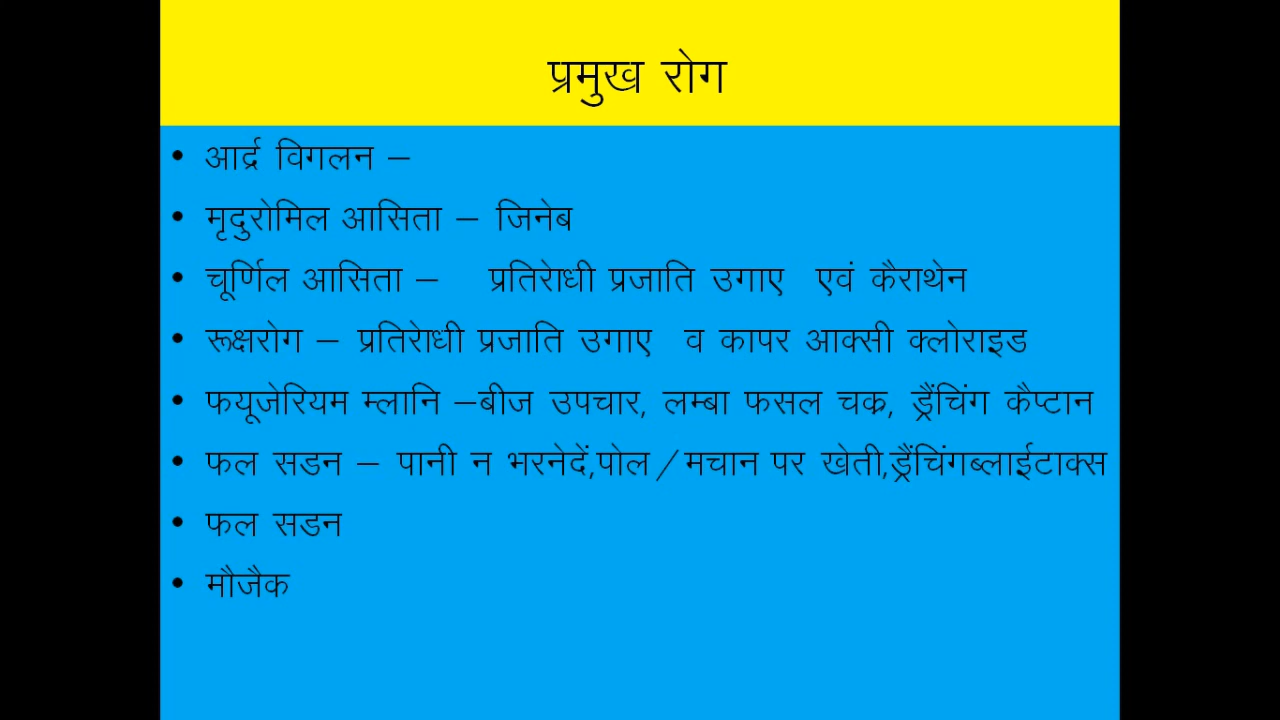 प्रमुख रोग
• आर्द्र विगलन –
• मृदुरोमिल आसिता – जिनेब
• चूर्णिल आसिता – प्रतिरेाधी प्रजाति उगाए एवं कैराथेन
• रूक्षरोग – प्रतिरेाधी प्रजाति उगाए व कापर आक्सी क्लोराइड
• फयूजेरियम म्लानि –बीज उपचार, लम्बा फसल चक्र, ड्रैंचिंग कैप्टान
• फल सडन – पानी न भरनेदें,पोल/मचान पर खेती,ड्रैंचिंगब्लाईटाक्स
• फल सडन
• मौजैक